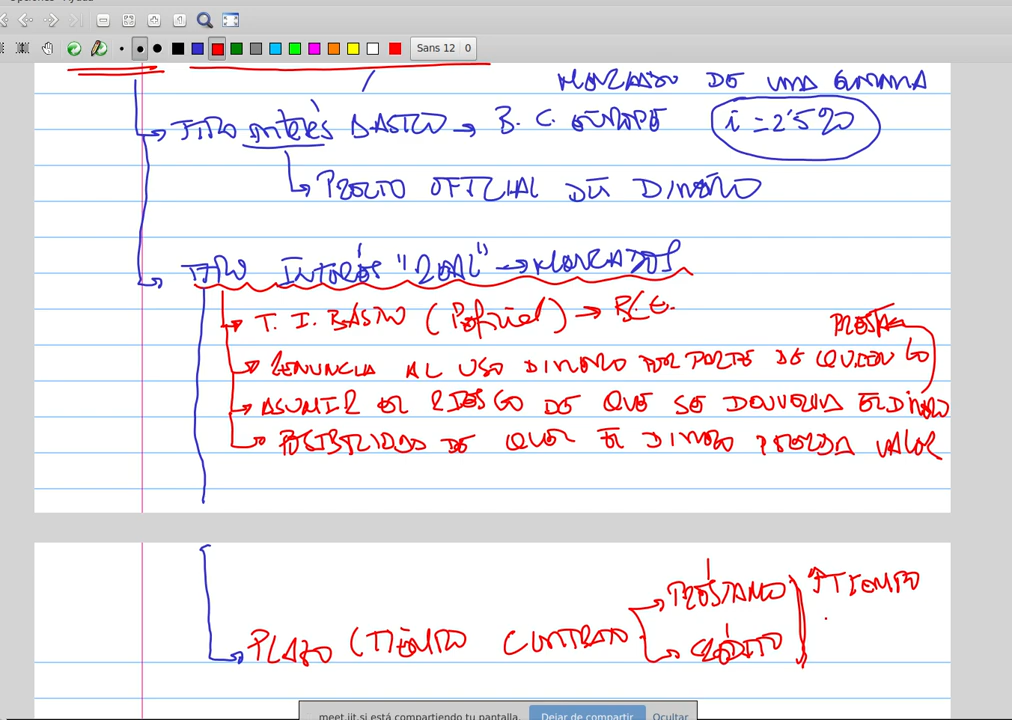 Opciones Ayuda
Sans 12 0
MERCADO DE UNA SEMANA
TIPO interés BÁSICO → B. C. EUROPE i = 2'5 %
PRECIO OFICIAL DEL DINERO
TIPO INTERÉS "REAL" → MERCADOS
T. I. BÁSICO (P oficial) → B.C.E.
PRESTA
RENUNCIA AL USO DINERO POR PARTE DE QUIEN LO
ASUMIR EL RIESGO DE QUE SE DEVUELVA EL DINERO
POSIBILIDAD DE QUE EL DINERO PIERDA VALOR
PRÉSTAMO TIEMPO
PLAZO (TIEMPO CONTRATO
CRÉDITO
meet.jit.si está compartiendo tu pantalla. Dejar de compartir Ocultar